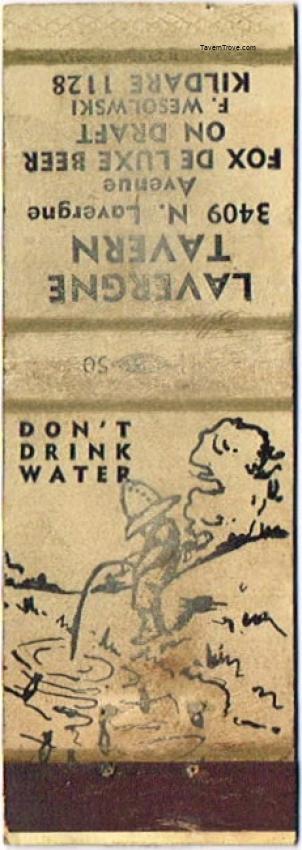 TavernTrove.com
LAVERGNE
TAVERN
3409 N. Lavergne
Avenue
FOX DE LUXE BEER
ON DRAFT
F. WESOLWSKI
KILDARE 1128
50
DON'T
DRINK
WATER